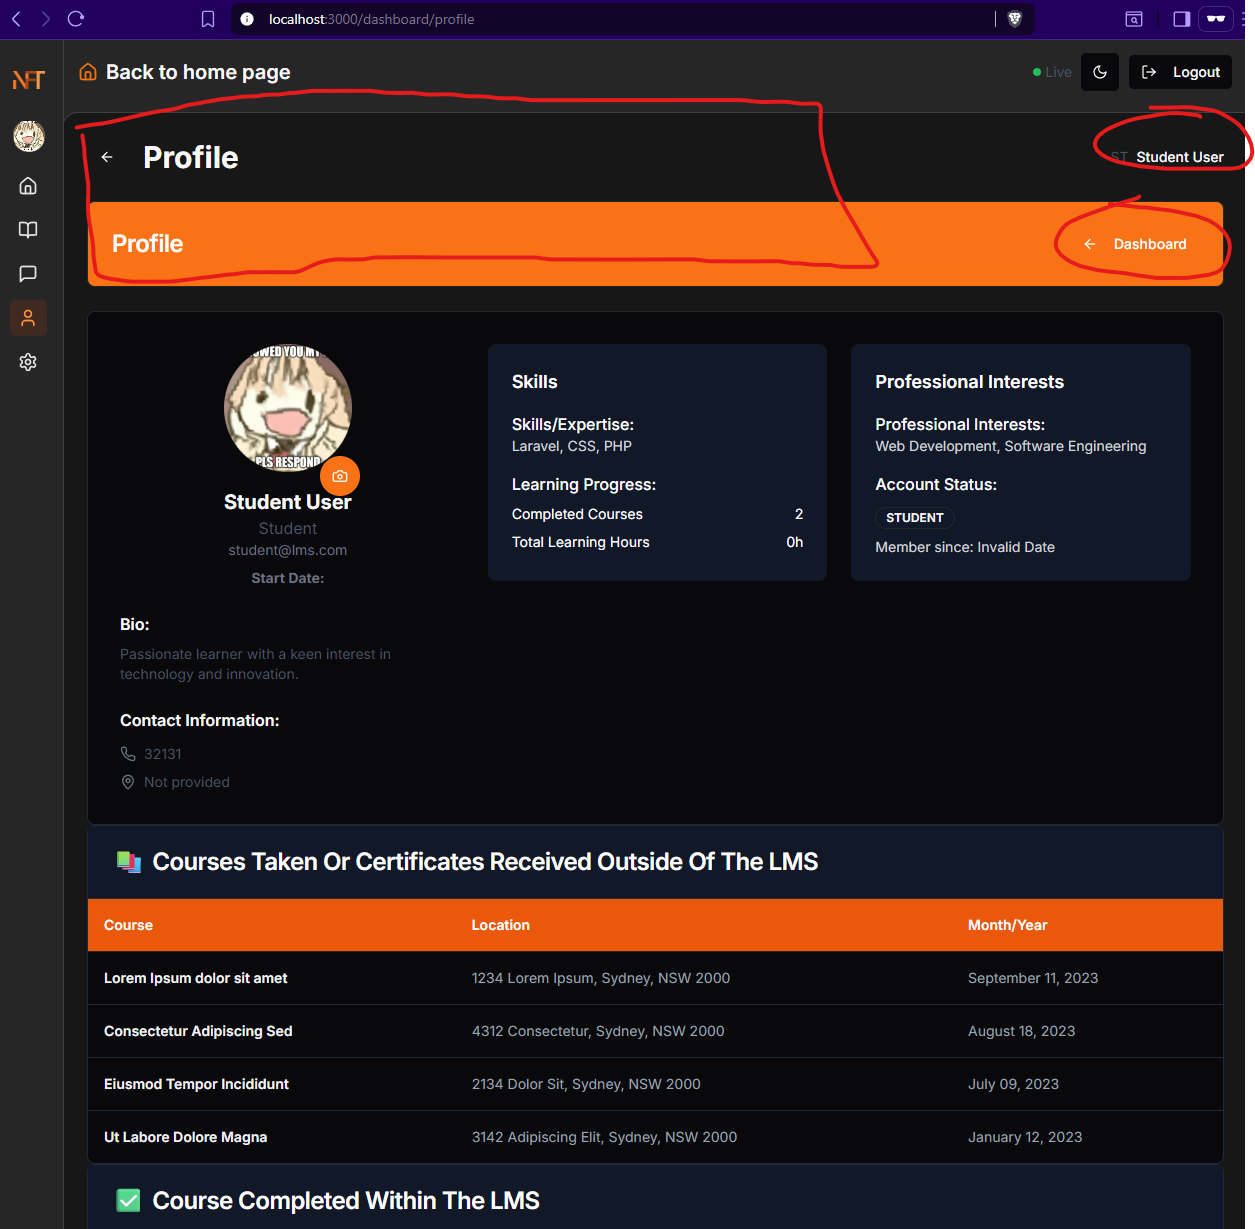 localhost:3000/dashboard/profile
NFT
Back to home page
Live
Logout
Profile
ST Student User
Profile
Dashboard
PLS RESPOND
Student User
Student
student@lms.com
Start Date:
Bio:
Passionate learner with a keen interest in
technology and innovation.
Contact Information:
32131
Not provided
Skills
Skills/Expertise:
Laravel, CSS, PHP
Learning Progress:
Completed Courses 2
Total Learning Hours 0h
Professional Interests
Professional Interests:
Web Development, Software Engineering
Account Status:
STUDENT
Member since: Invalid Date
Courses Taken Or Certificates Received Outside Of The LMS
Course Location Month/Year
Lorem Ipsum dolor sit amet 1234 Lorem Ipsum, Sydney, NSW 2000 September 11, 2023
Consectetur Adipiscing Sed 4312 Consectetur, Sydney, NSW 2000 August 18, 2023
Eiusmod Tempor Incididunt 2134 Dolor Sit, Sydney, NSW 2000 July 09, 2023
Ut Labore Dolore Magna 3142 Adipiscing Elit, Sydney, NSW 2000 January 12, 2023
Course Completed Within The LMS